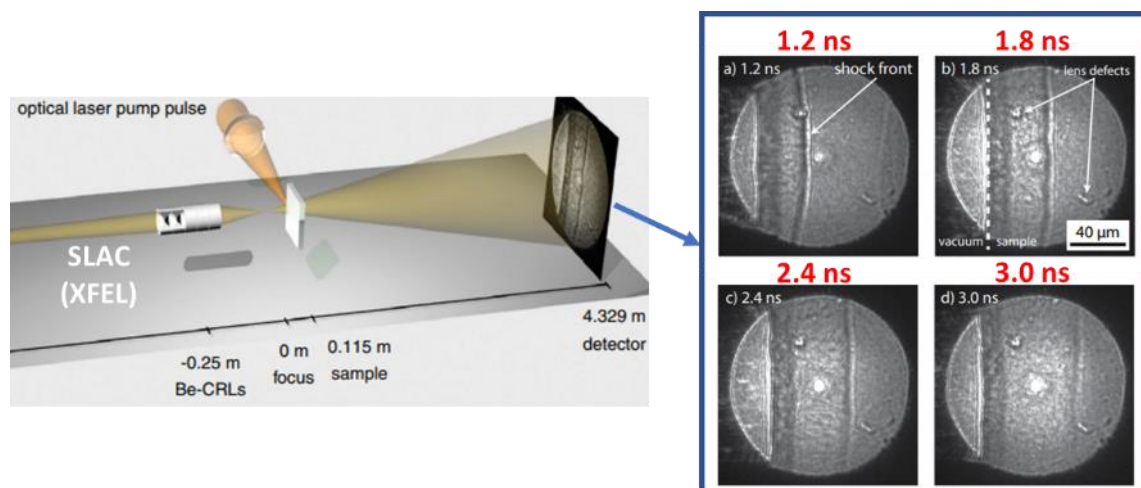 optical laser pump pulse
SLAC
(XFEL)
-0.25 m
Be-CRLs
0 m
focus
0.115 m
sample
4.329 m
detector
1.2 ns
1.8 ns
a) 1.2 ns
shock front
b) 1.8 ns
lens defects
vacuum
sample
40 µm
2.4 ns
3.0 ns
c) 2.4 ns
d) 3.0 ns